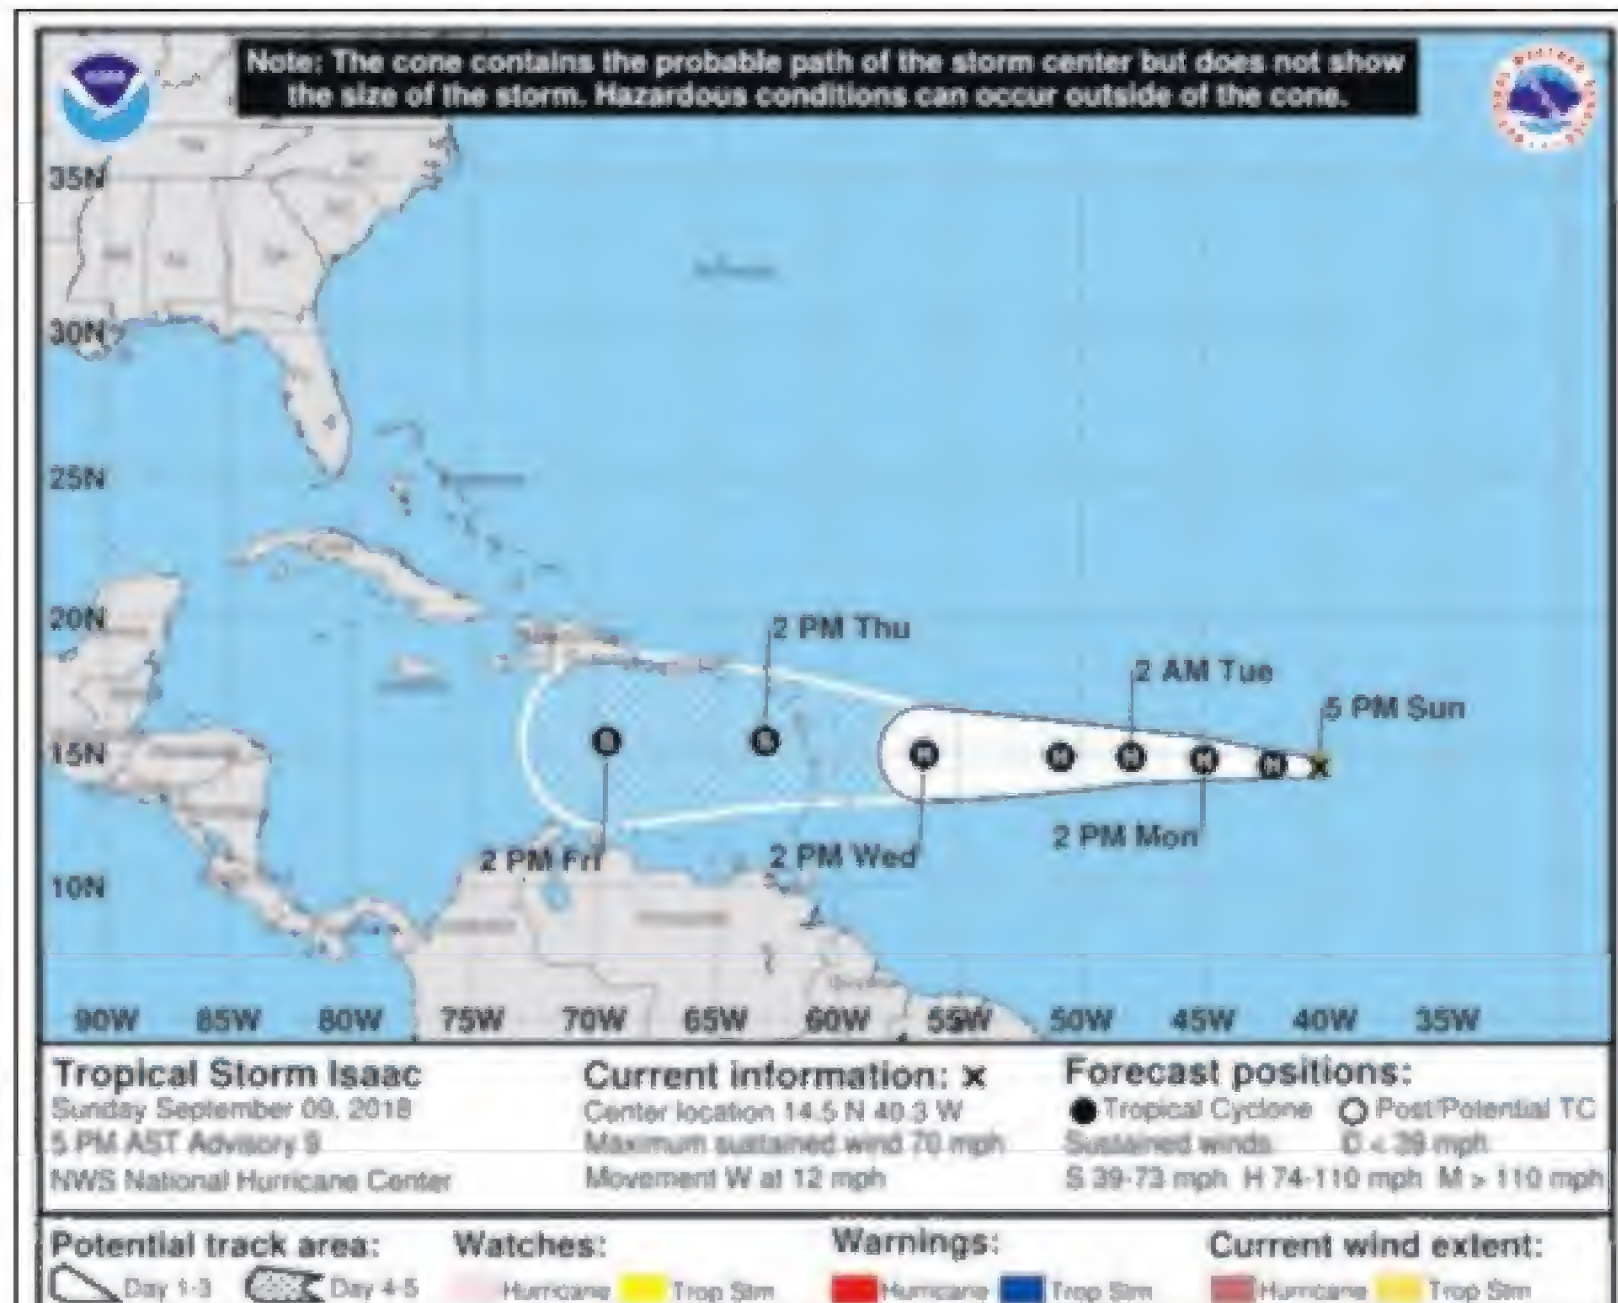 Note: The cone contains the probable path of the storm center but does not show
the size of the storm. Hazardous conditions can occur outside of the cone.
35N
30N
25N
20N
2 PM Thu
2 AM Tue
5 PM Sun
15N
2 PM Mon
2 PM Fri
2 PM Wed
10N
90W 85W 80W 75W 70W 65W 60W 55W 50W 45W 40W 35W
Tropical Storm Isaac
Sunday September 09, 2018
5 PM AST Advisory 9
NWS National Hurricane Center
Current information: x
Center location 14.5 N 40.3 W
Maximum sustained wind 70 mph
Movement W at 12 mph
Forecast positions:
Tropical Cyclone Post/Potential TC
Sustained winds: D < 39 mph
S 39-73 mph H 74-110 mph M > 110 mph
Potential track area:
Day 1-3 Day 4-5
Watches:
Hurricane Trop Stm
Warnings:
Hurricane Trop Stm
Current wind extent:
Hurricane Trop Stm